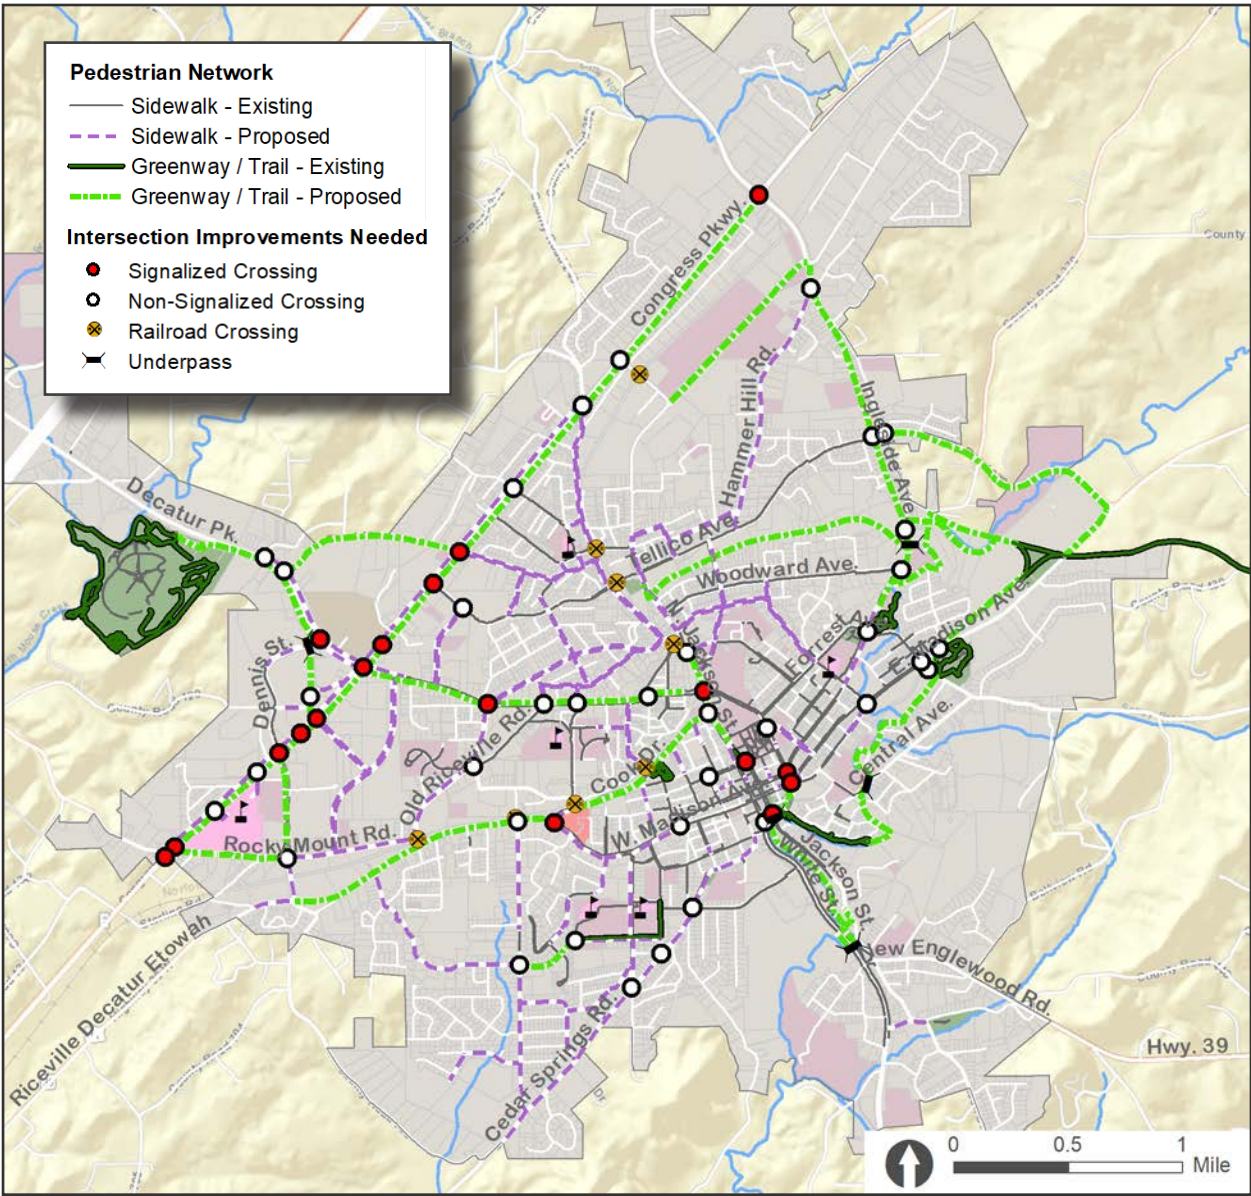 Pedestrian Network
Sidewalk - Existing
Sidewalk - Proposed
Greenway / Trail - Existing
Greenway / Trail - Proposed
Intersection Improvements Needed
Signalized Crossing
Non-Signalized Crossing
Railroad Crossing
Underpass
Congress Pkwy.
County
Hammer Hill Rd.
Ingleside Ave.
Decatur Pk.
Tellico Ave.
Woodward Ave.
N. Jackson St.
Forrest Ave.
E. Madison Ave.
Dennis St.
Old Riceville Rd.
Central Ave.
Cook Dr.
W. Madison Ave.
Rocky Mount Rd.
Jackson St.
White St.
New Englewood Rd.
Riceville Decatur Etowah
Cedar Springs Rd.
Dr
Hwy. 39
0 0.5 1
Mile